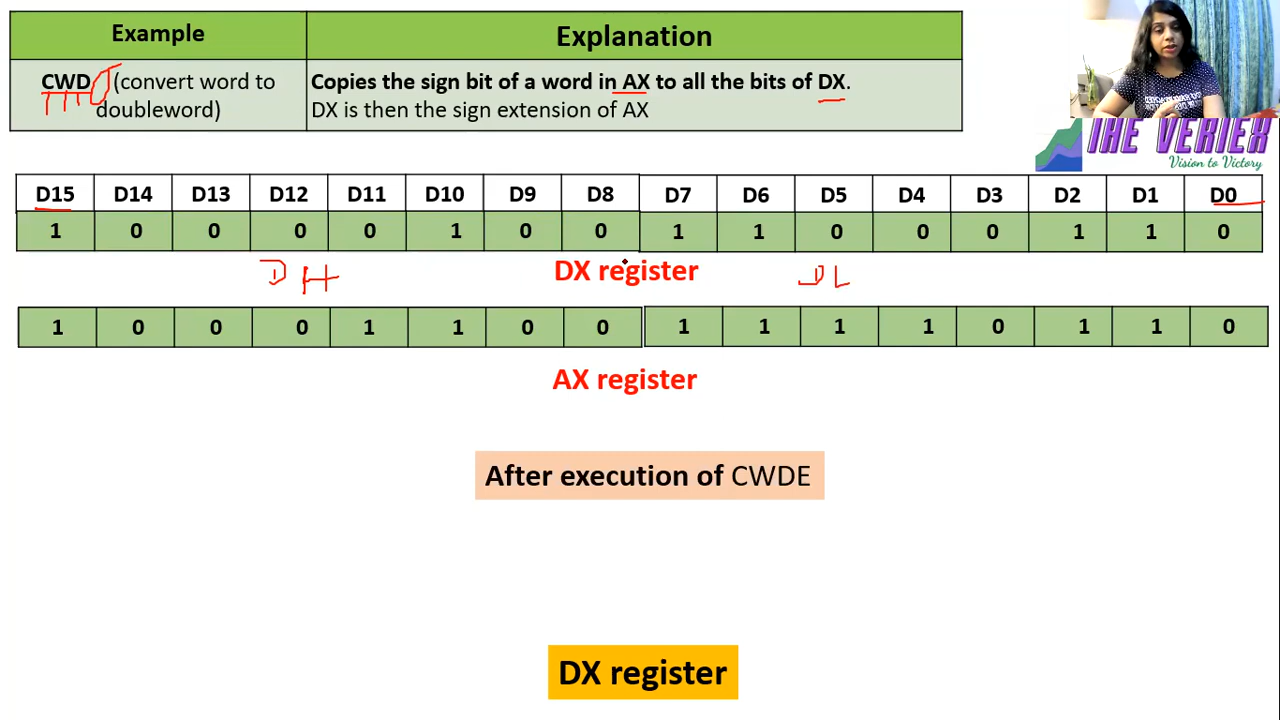 Example
Explanation
CWD (convert word to
doubleword)
Copies the sign bit of a word in AX to all the bits of DX.
DX is then the sign extension of AX
THE VERTEX
Vision to Victory
D15 D14 D13 D12 D11 D10 D9 D8 D7 D6 D5 D4 D3 D2 D1 D0
1 0 0 0 0 1 0 0 1 1 0 0 0 1 1 0
DH
DX register
DL
1 0 0 0 1 1 0 0 1 1 1 1 0 1 1 0
AX register
After execution of CWDE
DX register